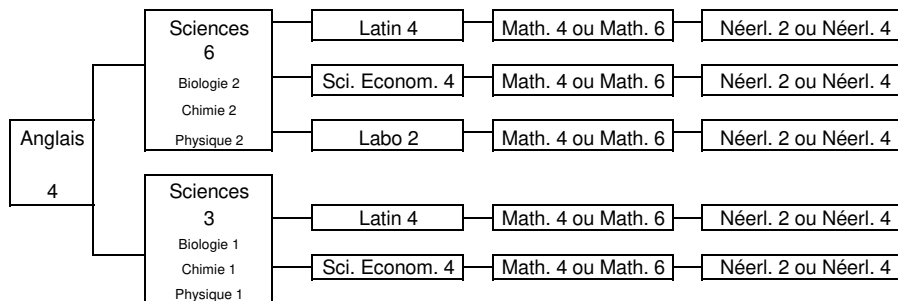 Anglais
4
Sciences
6
Biologie 2
Chimie 2
Physique 2
Latin 4
Math. 4 ou Math. 6
Néerl. 2 ou Néerl. 4
Sci. Econom. 4
Math. 4 ou Math. 6
Néerl. 2 ou Néerl. 4
Labo 2
Math. 4 ou Math. 6
Néerl. 2 ou Néerl. 4
Sciences
3
Biologie 1
Chimie 1
Physique 1
Latin 4
Math. 4 ou Math. 6
Néerl. 2 ou Néerl. 4
Sci. Econom. 4
Math. 4 ou Math. 6
Néerl. 2 ou Néerl. 4